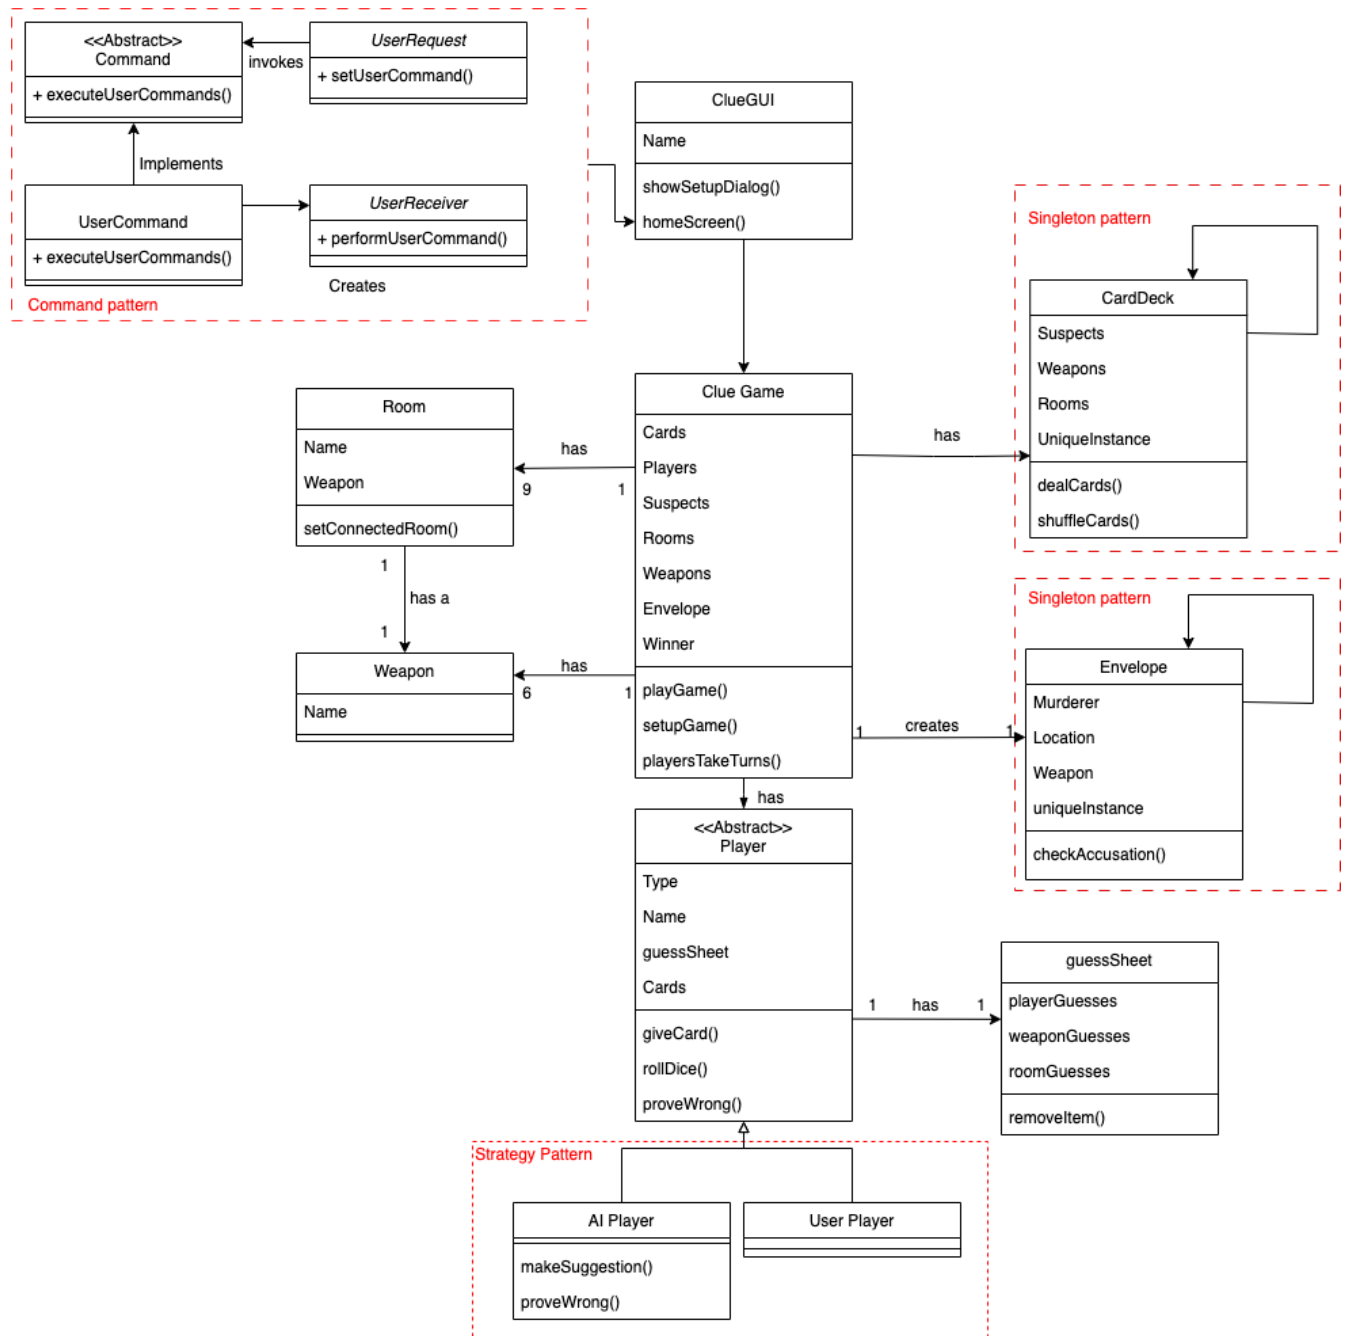 <<Abstract>>
Command
+ executeUserCommands()
invokes
UserRequest
+ setUserCommand()
Implements
UserCommand
+ executeUserCommands()
UserReceiver
+ performUserCommand()
Creates
Command pattern
ClueGUI
Name
showSetupDialog()
homeScreen()
Singleton pattern
CardDeck
Suspects
Weapons
Rooms
UniqueInstance
dealCards()
shuffleCards()
Room
Name
Weapon
setConnectedRoom()
has
9
1
Clue Game
Cards
Players
Suspects
Rooms
Weapons
Envelope
Winner
playGame()
setupGame()
playersTakeTurns()
has
1
has a
1
Weapon
Name
has
6
1
1
creates
1
Singleton pattern
Envelope
Murderer
Location
Weapon
uniqueInstance
checkAccusation()
has
<<Abstract>>
Player
Type
Name
guessSheet
Cards
giveCard()
rollDice()
proveWrong()
1
has
1
guessSheet
playerGuesses
weaponGuesses
roomGuesses
removeItem()
Strategy Pattern
AI Player
makeSuggestion()
proveWrong()
User Player